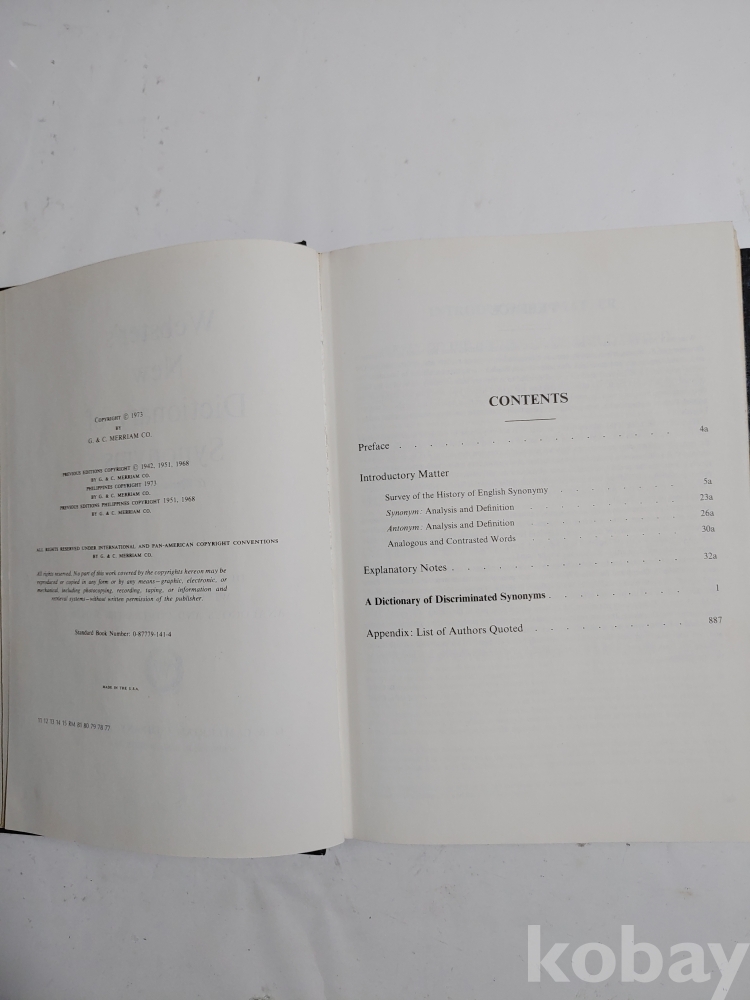 COPYRIGHT © 1973
BY
G. & C. MERRIAM CO.
PREVIOUS EDITIONS COPYRIGHT © 1942, 1951, 1968
BY G. & C. MERRIAM CO.
PHILIPPINES COPYRIGHT 1973
BY G. & C. MERRIAM CO.
PREVIOUS EDITIONS PHILIPPINES COPYRIGHT 1951, 1968
BY G. & C. MERRIAM CO.
ALL RIGHTS RESERVED UNDER INTERNATIONAL AND PAN-AMERICAN COPYRIGHT CONVENTIONS
BY G. & C. MERRIAM CO.
All rights reserved. No part of this work covered by the copyrights hereon may be
reproduced or copied in any form or by any means—graphic, electronic, or
mechanical, including photocopying, recording, taping, or information and
retrieval systems—without written permission of the publisher.
Standard Book Number: 0-87779-141-4
MADE IN THE U.S.A.
80 79 78 77
CONTENTS
Preface . . . . . . . . . . . . . . . . 4a
Introductory Matter
Survey of the History of English Synonymy . . . . . . . 5a
Synonym: Analysis and Definition . . . . . . . . . 23a
Antonym: Analysis and Definition . . . . . . . . . 26a
Analogous and Contrasted Words . . . . . . . . . 30a
Explanatory Notes . . . . . . . . . . . . . 32a
A Dictionary of Discriminated Synonyms . . . . . . . . 1
Appendix: List of Authors Quoted . . . . . . . . . 887
kobay